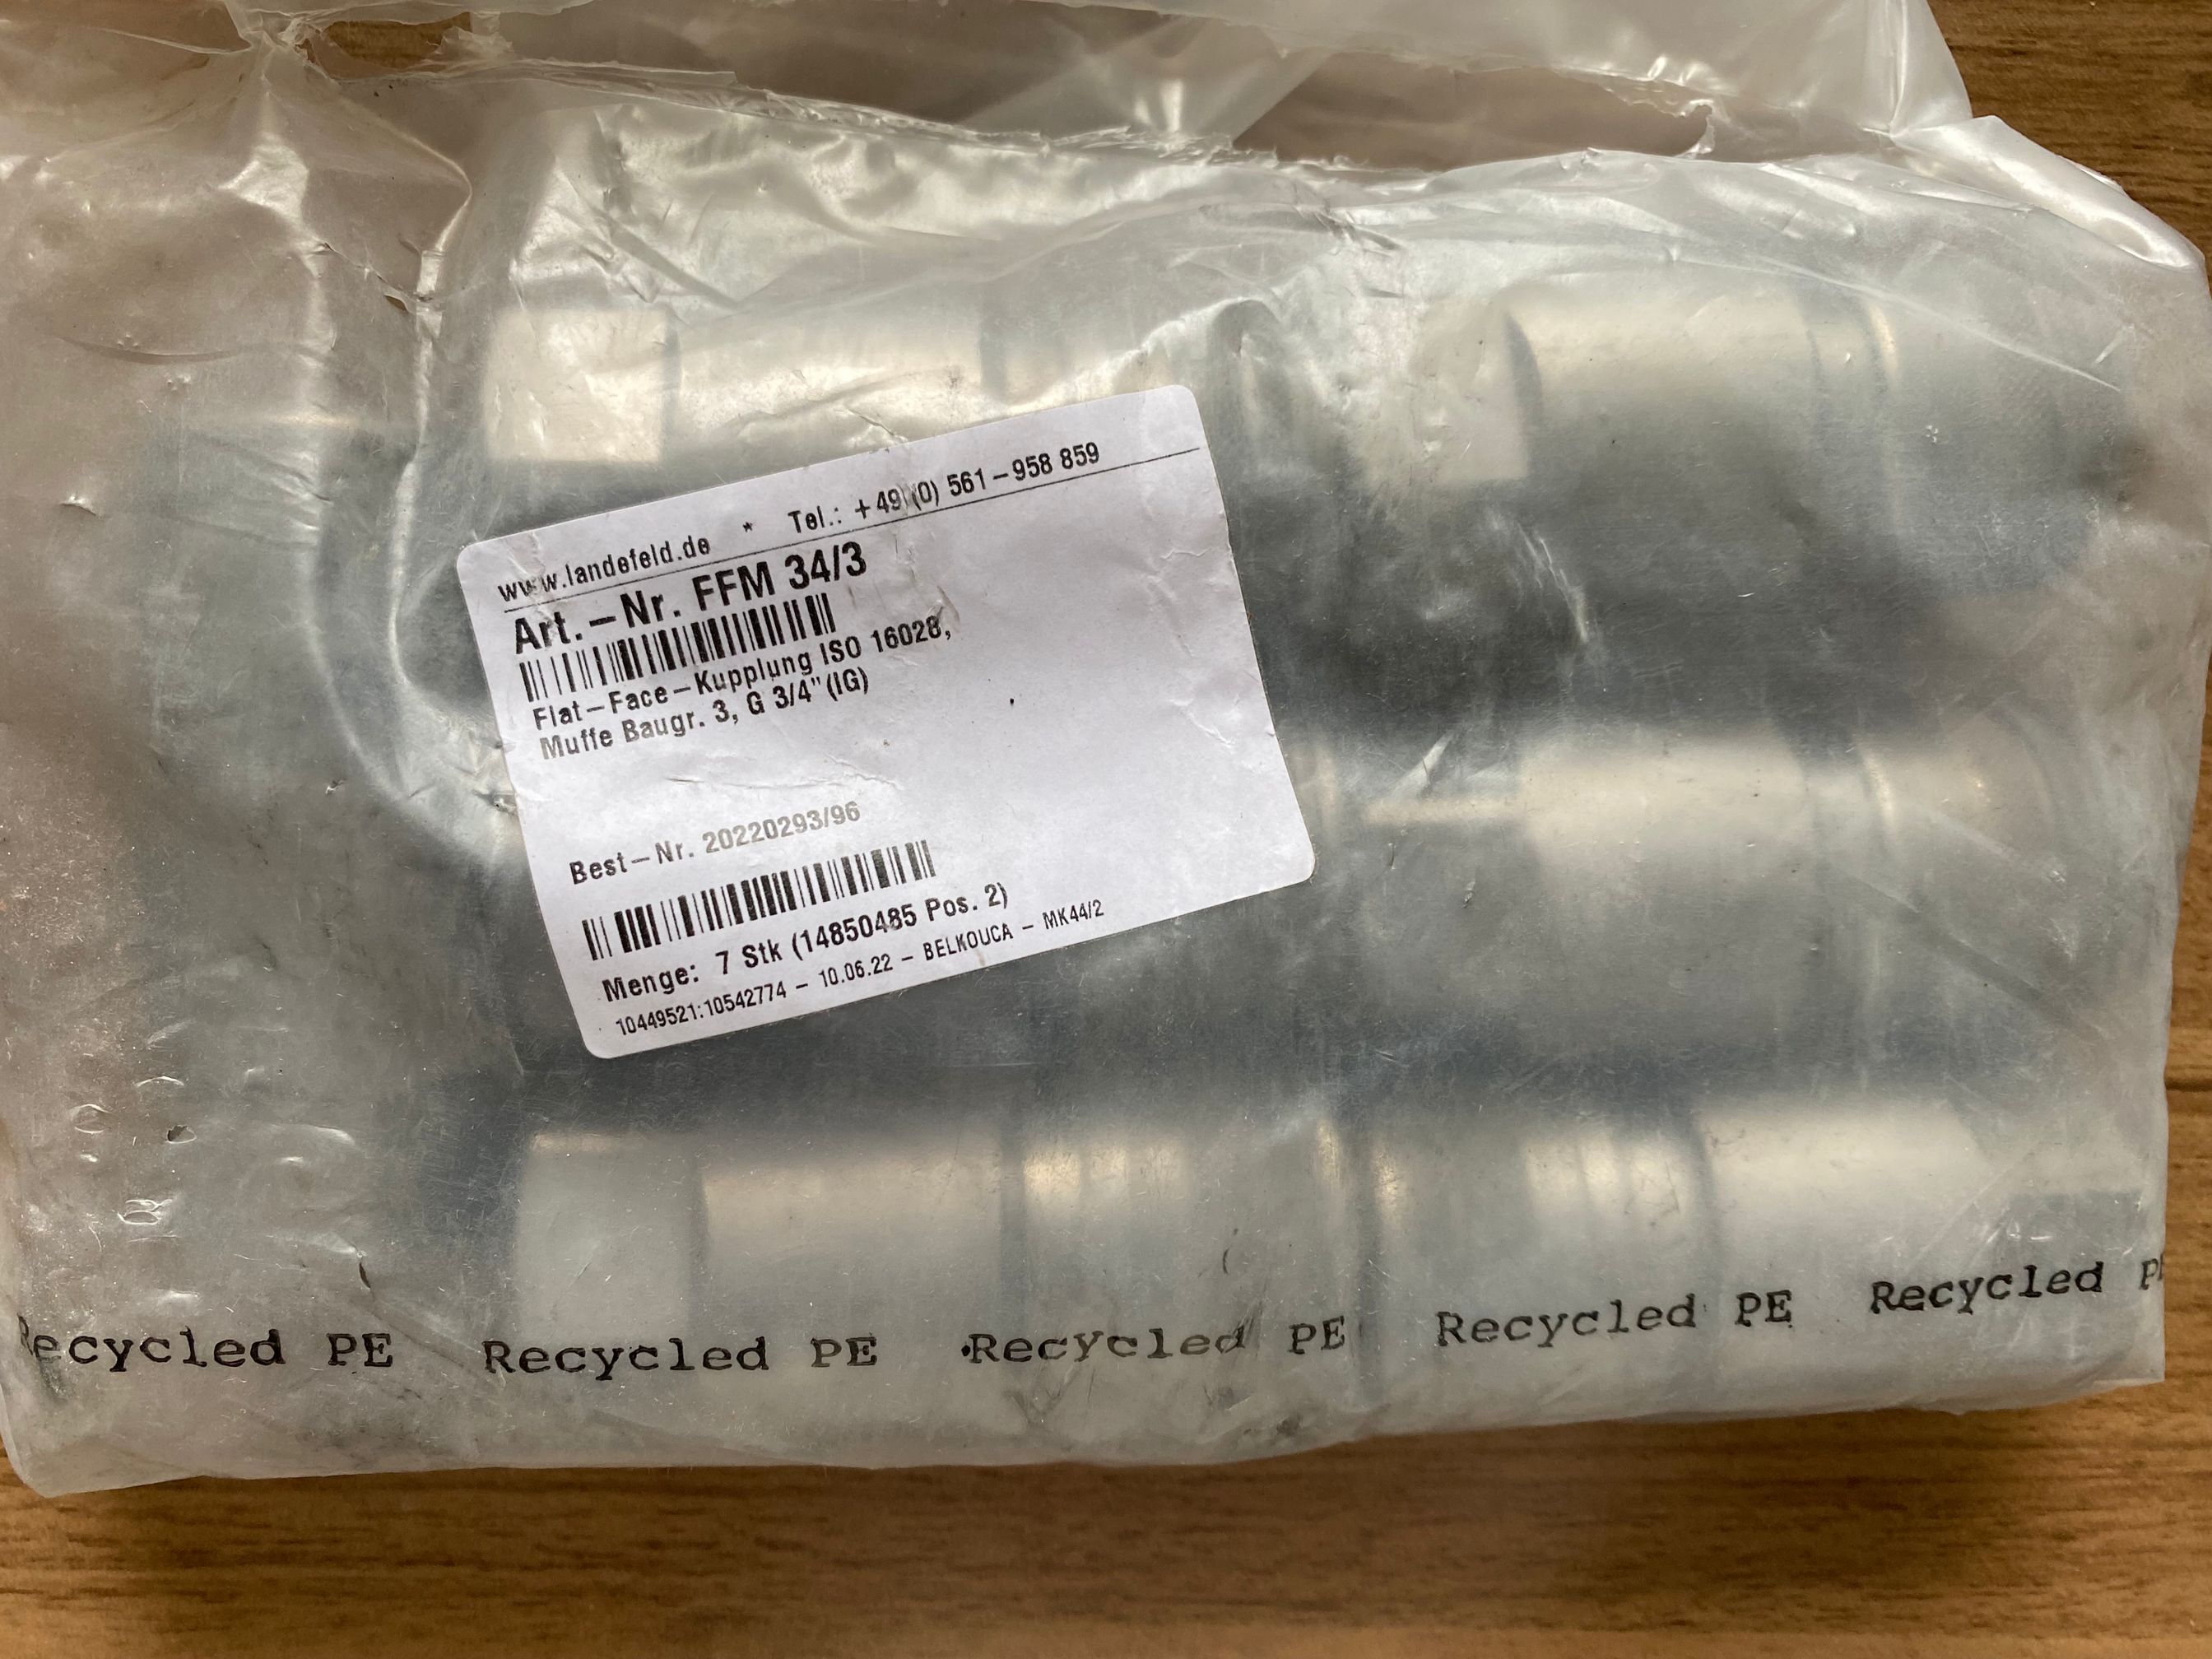 www.landefeld.de * Tel.: +49 (0) 561-958 859
Art.-Nr. FFM 34/3
Flat-Face-Kupplung ISO 16028,
Muffe Baugr. 3, G 3/4" (IG)
Best-Nr. 20220293/96
Menge: 7 Stk (14850485 Pos. 2)
10449521:10542774 - 10.06.22 - BELKOUCA - MK44/2
Recycled PE Recycled PE Recycled PE Recycled PE Recycled P